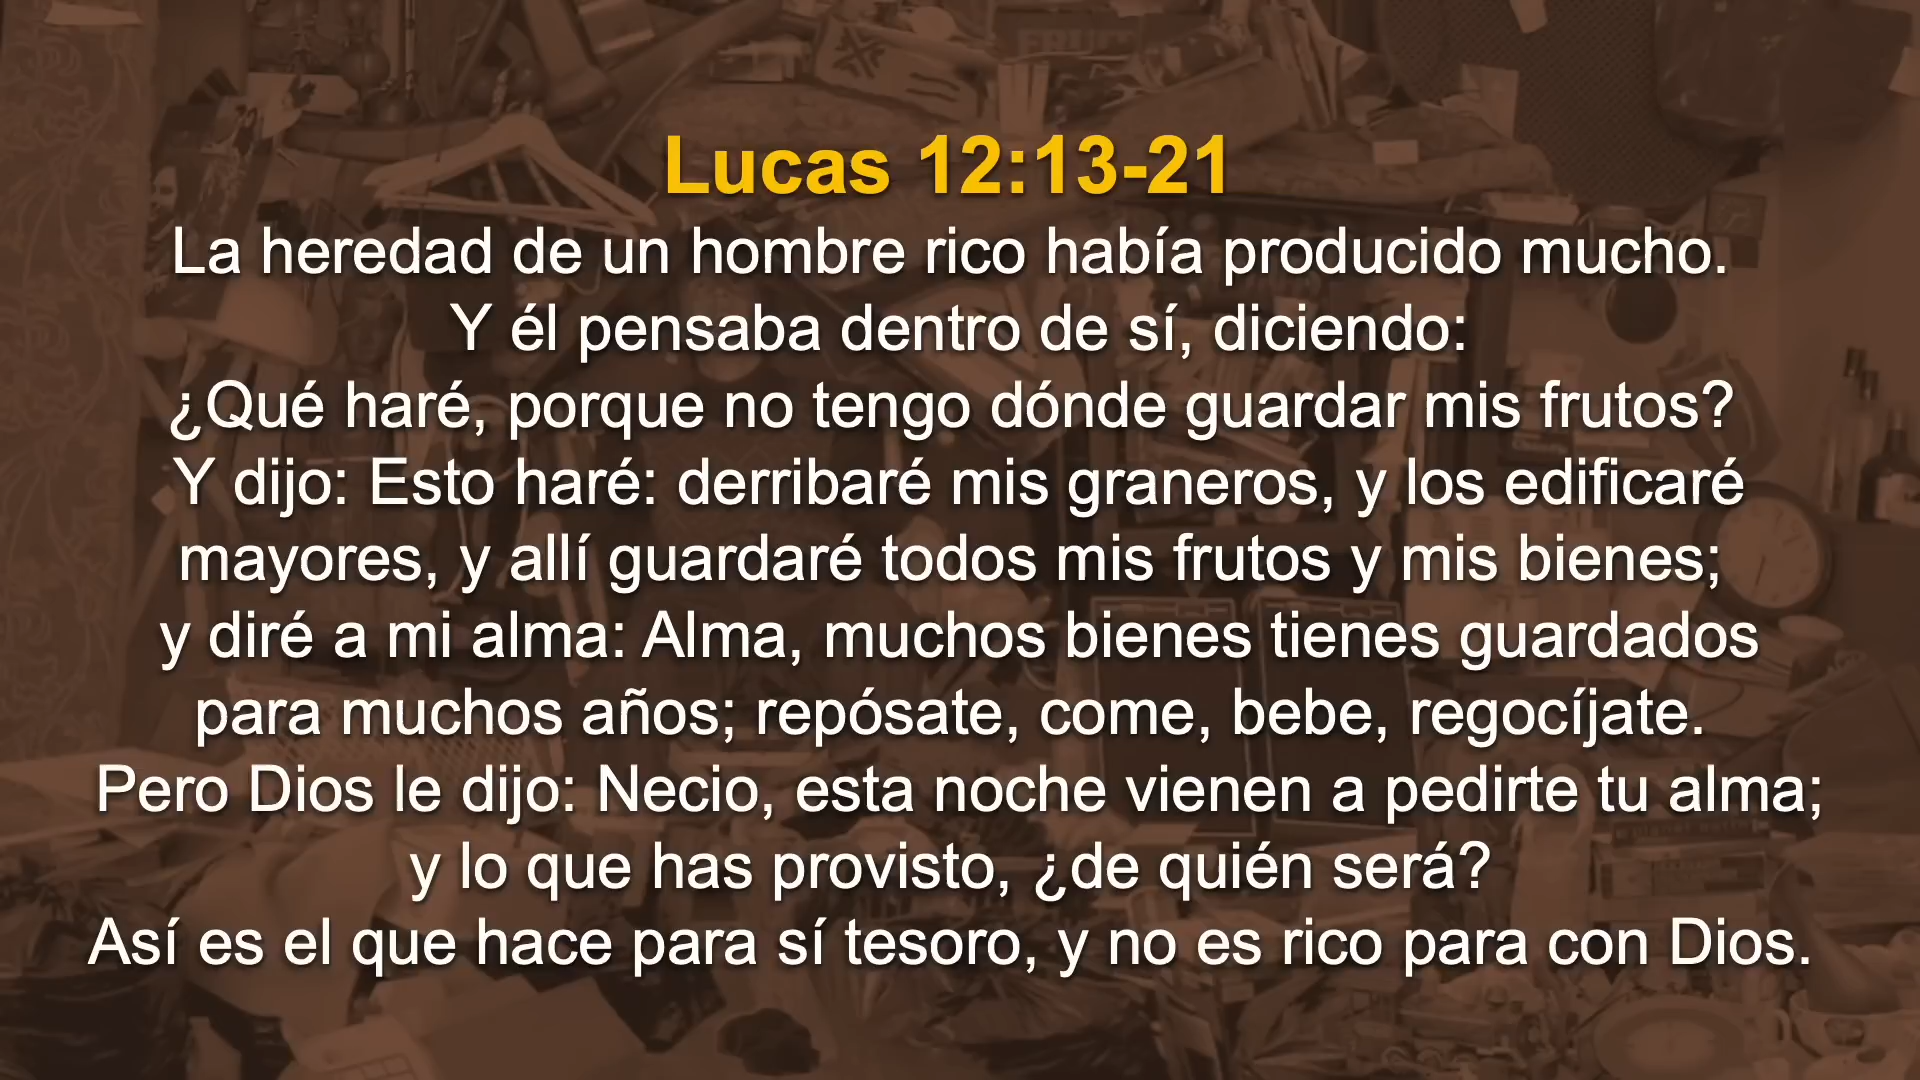 Lucas 12:13-21
La heredad de un hombre rico había producido mucho.
Y él pensaba dentro de sí, diciendo:
¿Qué haré, porque no tengo dónde guardar mis frutos?
Y dijo: Esto haré: derribaré mis graneros, y los edificaré
mayores, y allí guardaré todos mis frutos y mis bienes;
y diré a mi alma: Alma, muchos bienes tienes guardados
para muchos años; repósate, come, bebe, regocíjate.
Pero Dios le dijo: Necio, esta noche vienen a pedirte tu alma;
y lo que has provisto, ¿de quién será?
Así es el que hace para sí tesoro, y no es rico para con Dios.